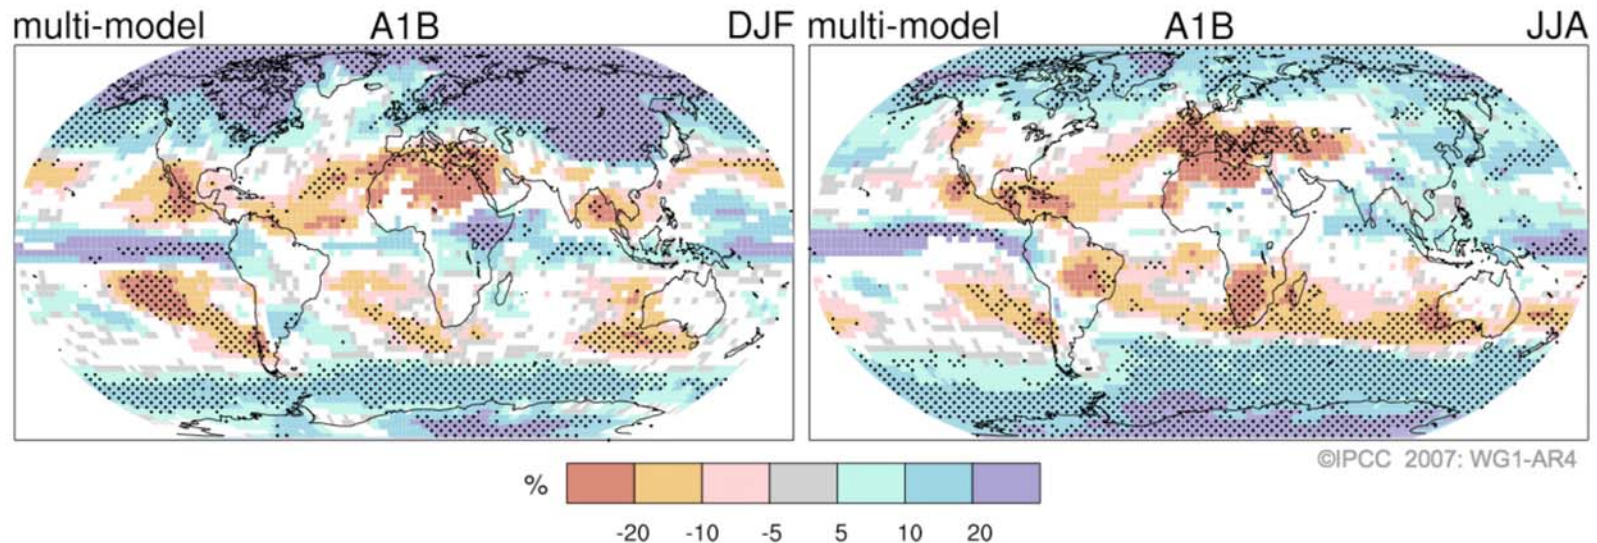 multi-model A1B DJF
multi-model A1B JJA
©IPCC 2007: WG1-AR4
%
-20 -10 -5 5 10 20